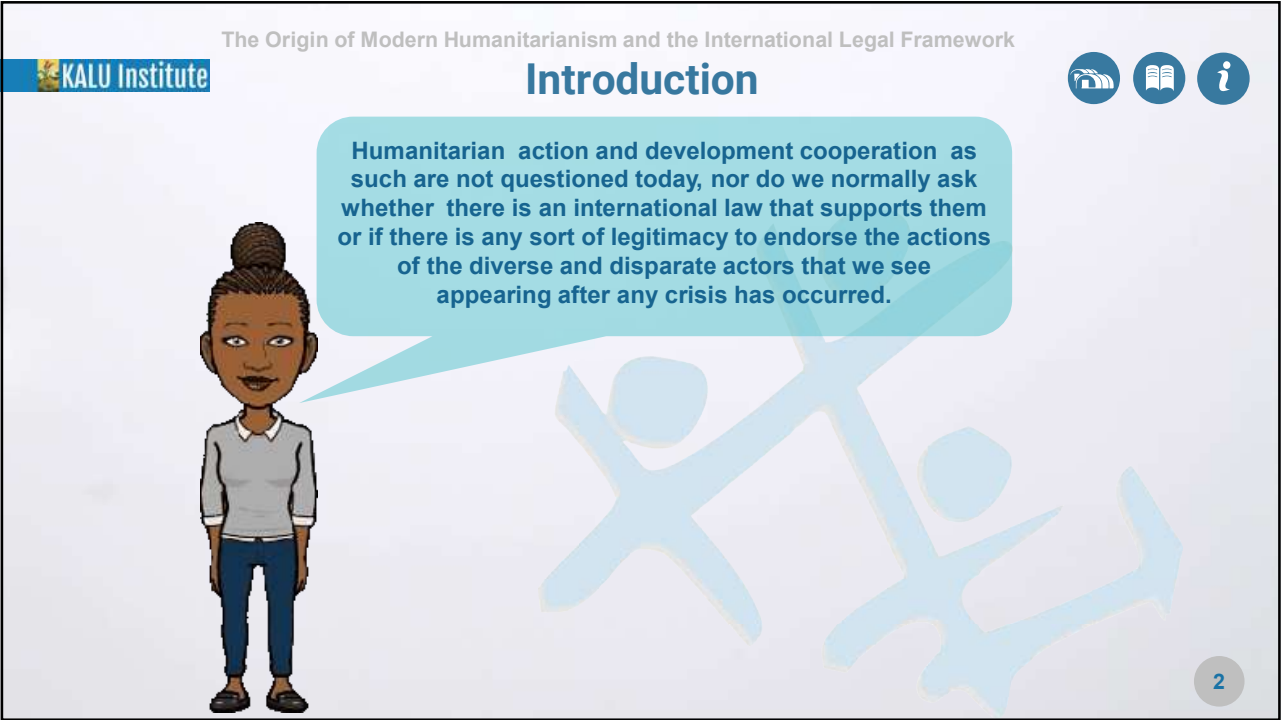 The Origin of Modern Humanitarianism and the International Legal Framework
KALU Institute
Introduction
i
Humanitarian action and development cooperation as
such are not questioned today, nor do we normally ask
whether there is an international law that supports them
or if there is any sort of legitimacy to endorse the actions
of the diverse and disparate actors that we see
appearing after any crisis has occurred.
2